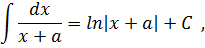 ∫ dx/(x + a) = ln|x + a| + C ,